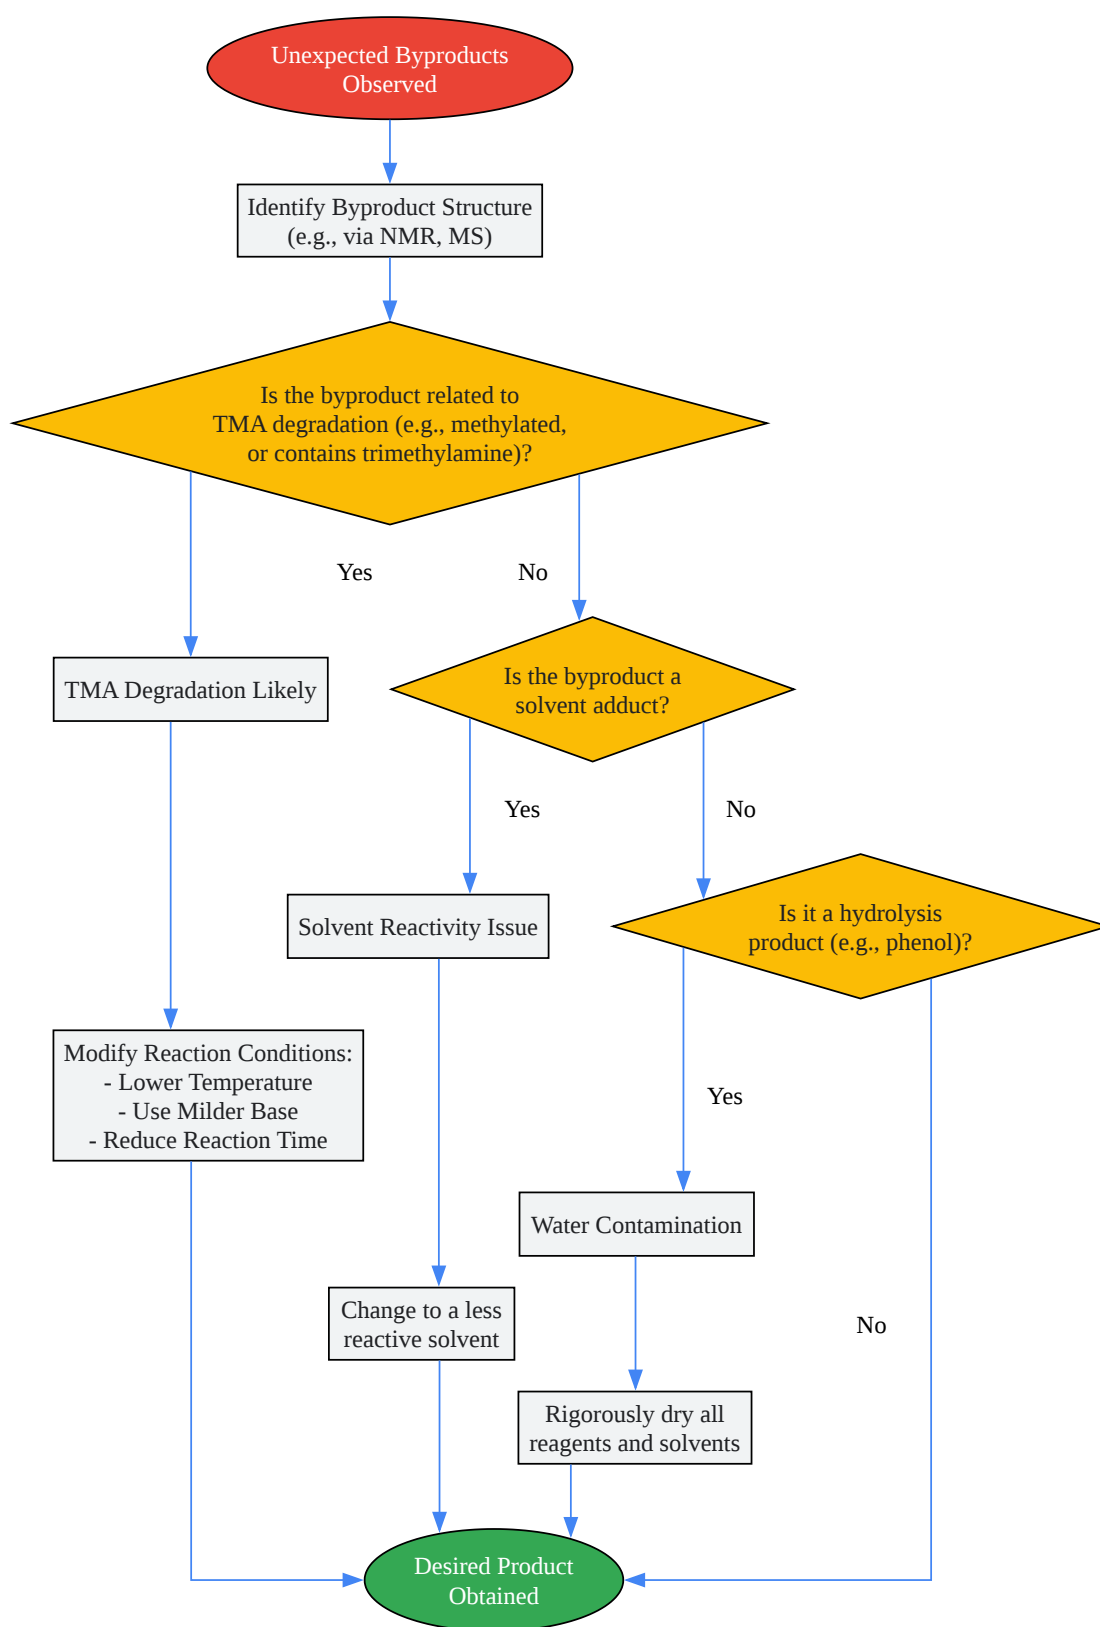 Unexpected Byproducts
Observed
Identify Byproduct Structure
(e.g., via NMR, MS)
Is the byproduct related to
TMA degradation (e.g., methylated,
or contains trimethylamine)?
Yes
No
TMA Degradation Likely
Is the byproduct a
solvent adduct?
Yes
No
Solvent Reactivity Issue
Is it a hydrolysis
product (e.g., phenol)?
Modify Reaction Conditions:
- Lower Temperature
- Use Milder Base
- Reduce Reaction Time
Yes
Water Contamination
Change to a less
reactive solvent
No
Rigorously dry all
reagents and solvents
Desired Product
Obtained